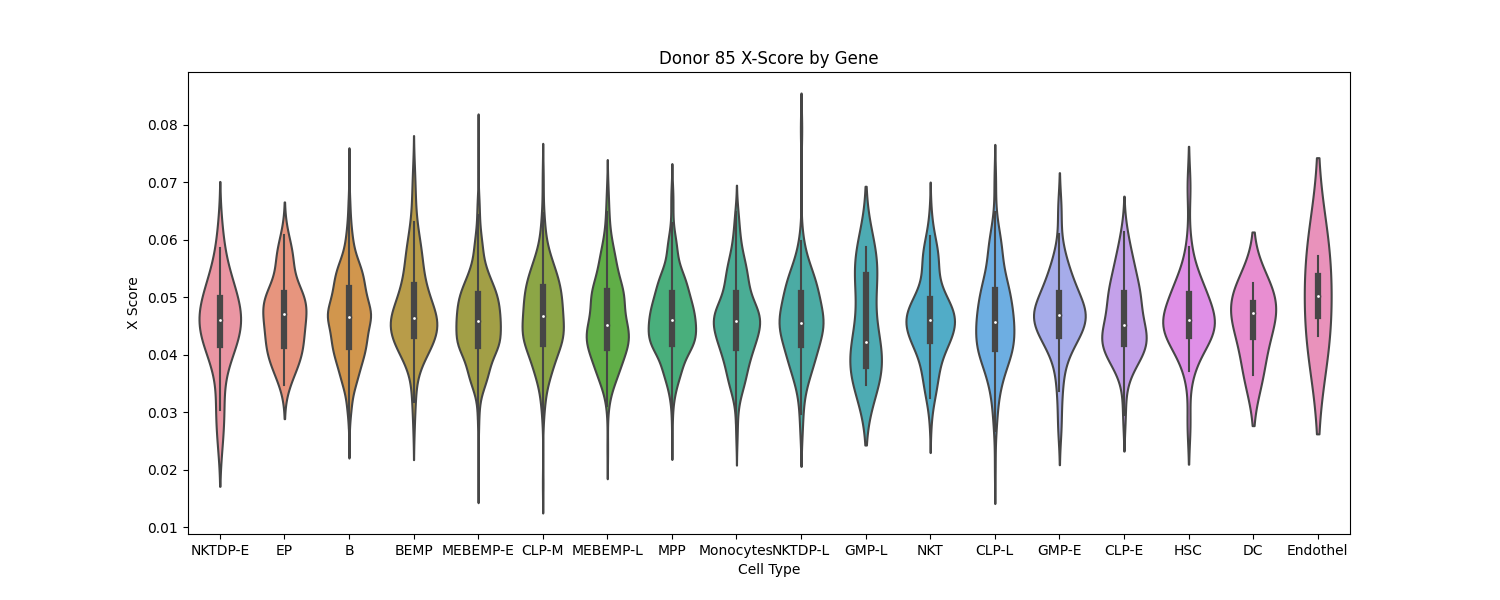 Donor 85 X-Score by Gene
0.08
0.07
0.06
0.05
0.04
0.03
0.02
0.01
X Score
NKTDP-E EP B BEMP MEBEMP-E CLP-M MEBEMP-L MPP Monocytes NKTDP-L GMP-L NKT CLP-L GMP-E CLP-E HSC DC Endothel
Cell Type